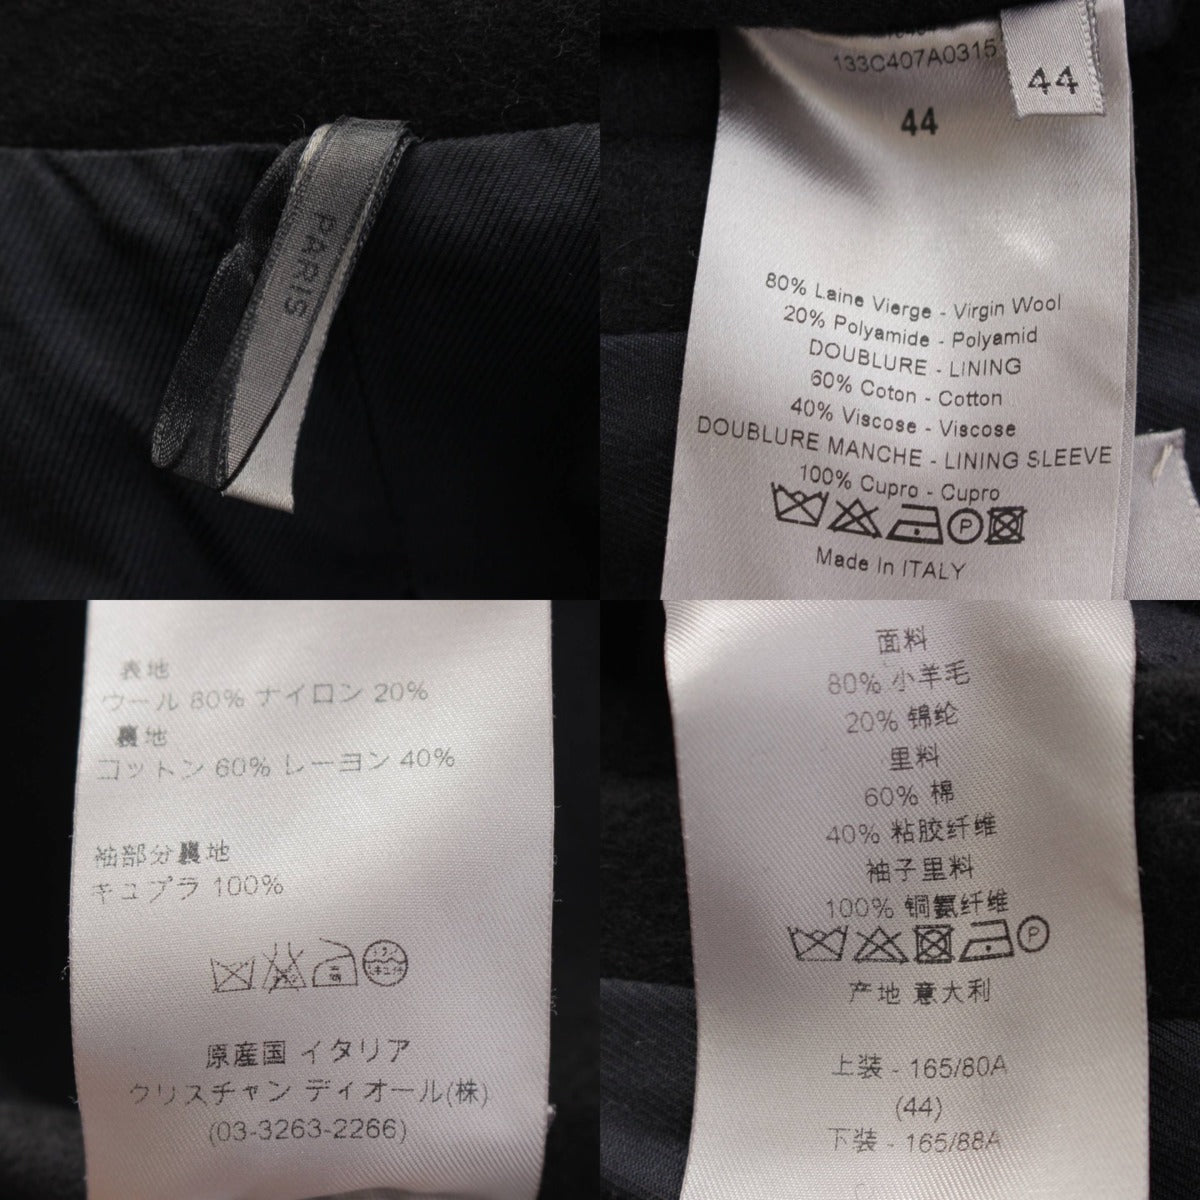 PARIS
133C407A0315
44
44
80% Laine Vierge - Virgin Wool
20% Polyamide - Polyamid
DOUBLURE - LINING
60% Coton - Cotton
40% Viscose - Viscose
DOUBLURE MANCHE - LINING SLEEVE
100% Cupro - Cupro
P
Made In ITALY
表地
ウール 80% ナイロン 20%
裏地
コットン 60% レーヨン 40%
袖部分裏地
キュプラ 100%
高
原産国 イタリア
クリスチャン ディオール(株)
(03-3263-2266)
面料
80% 小羊毛
20% 锦纶
里料
60% 棉
40% 粘胶纤维
袖子里料
100% 铜氨纤维
P
产地 意大利
上装 - 165/80A
(44)
下装 - 165/88A